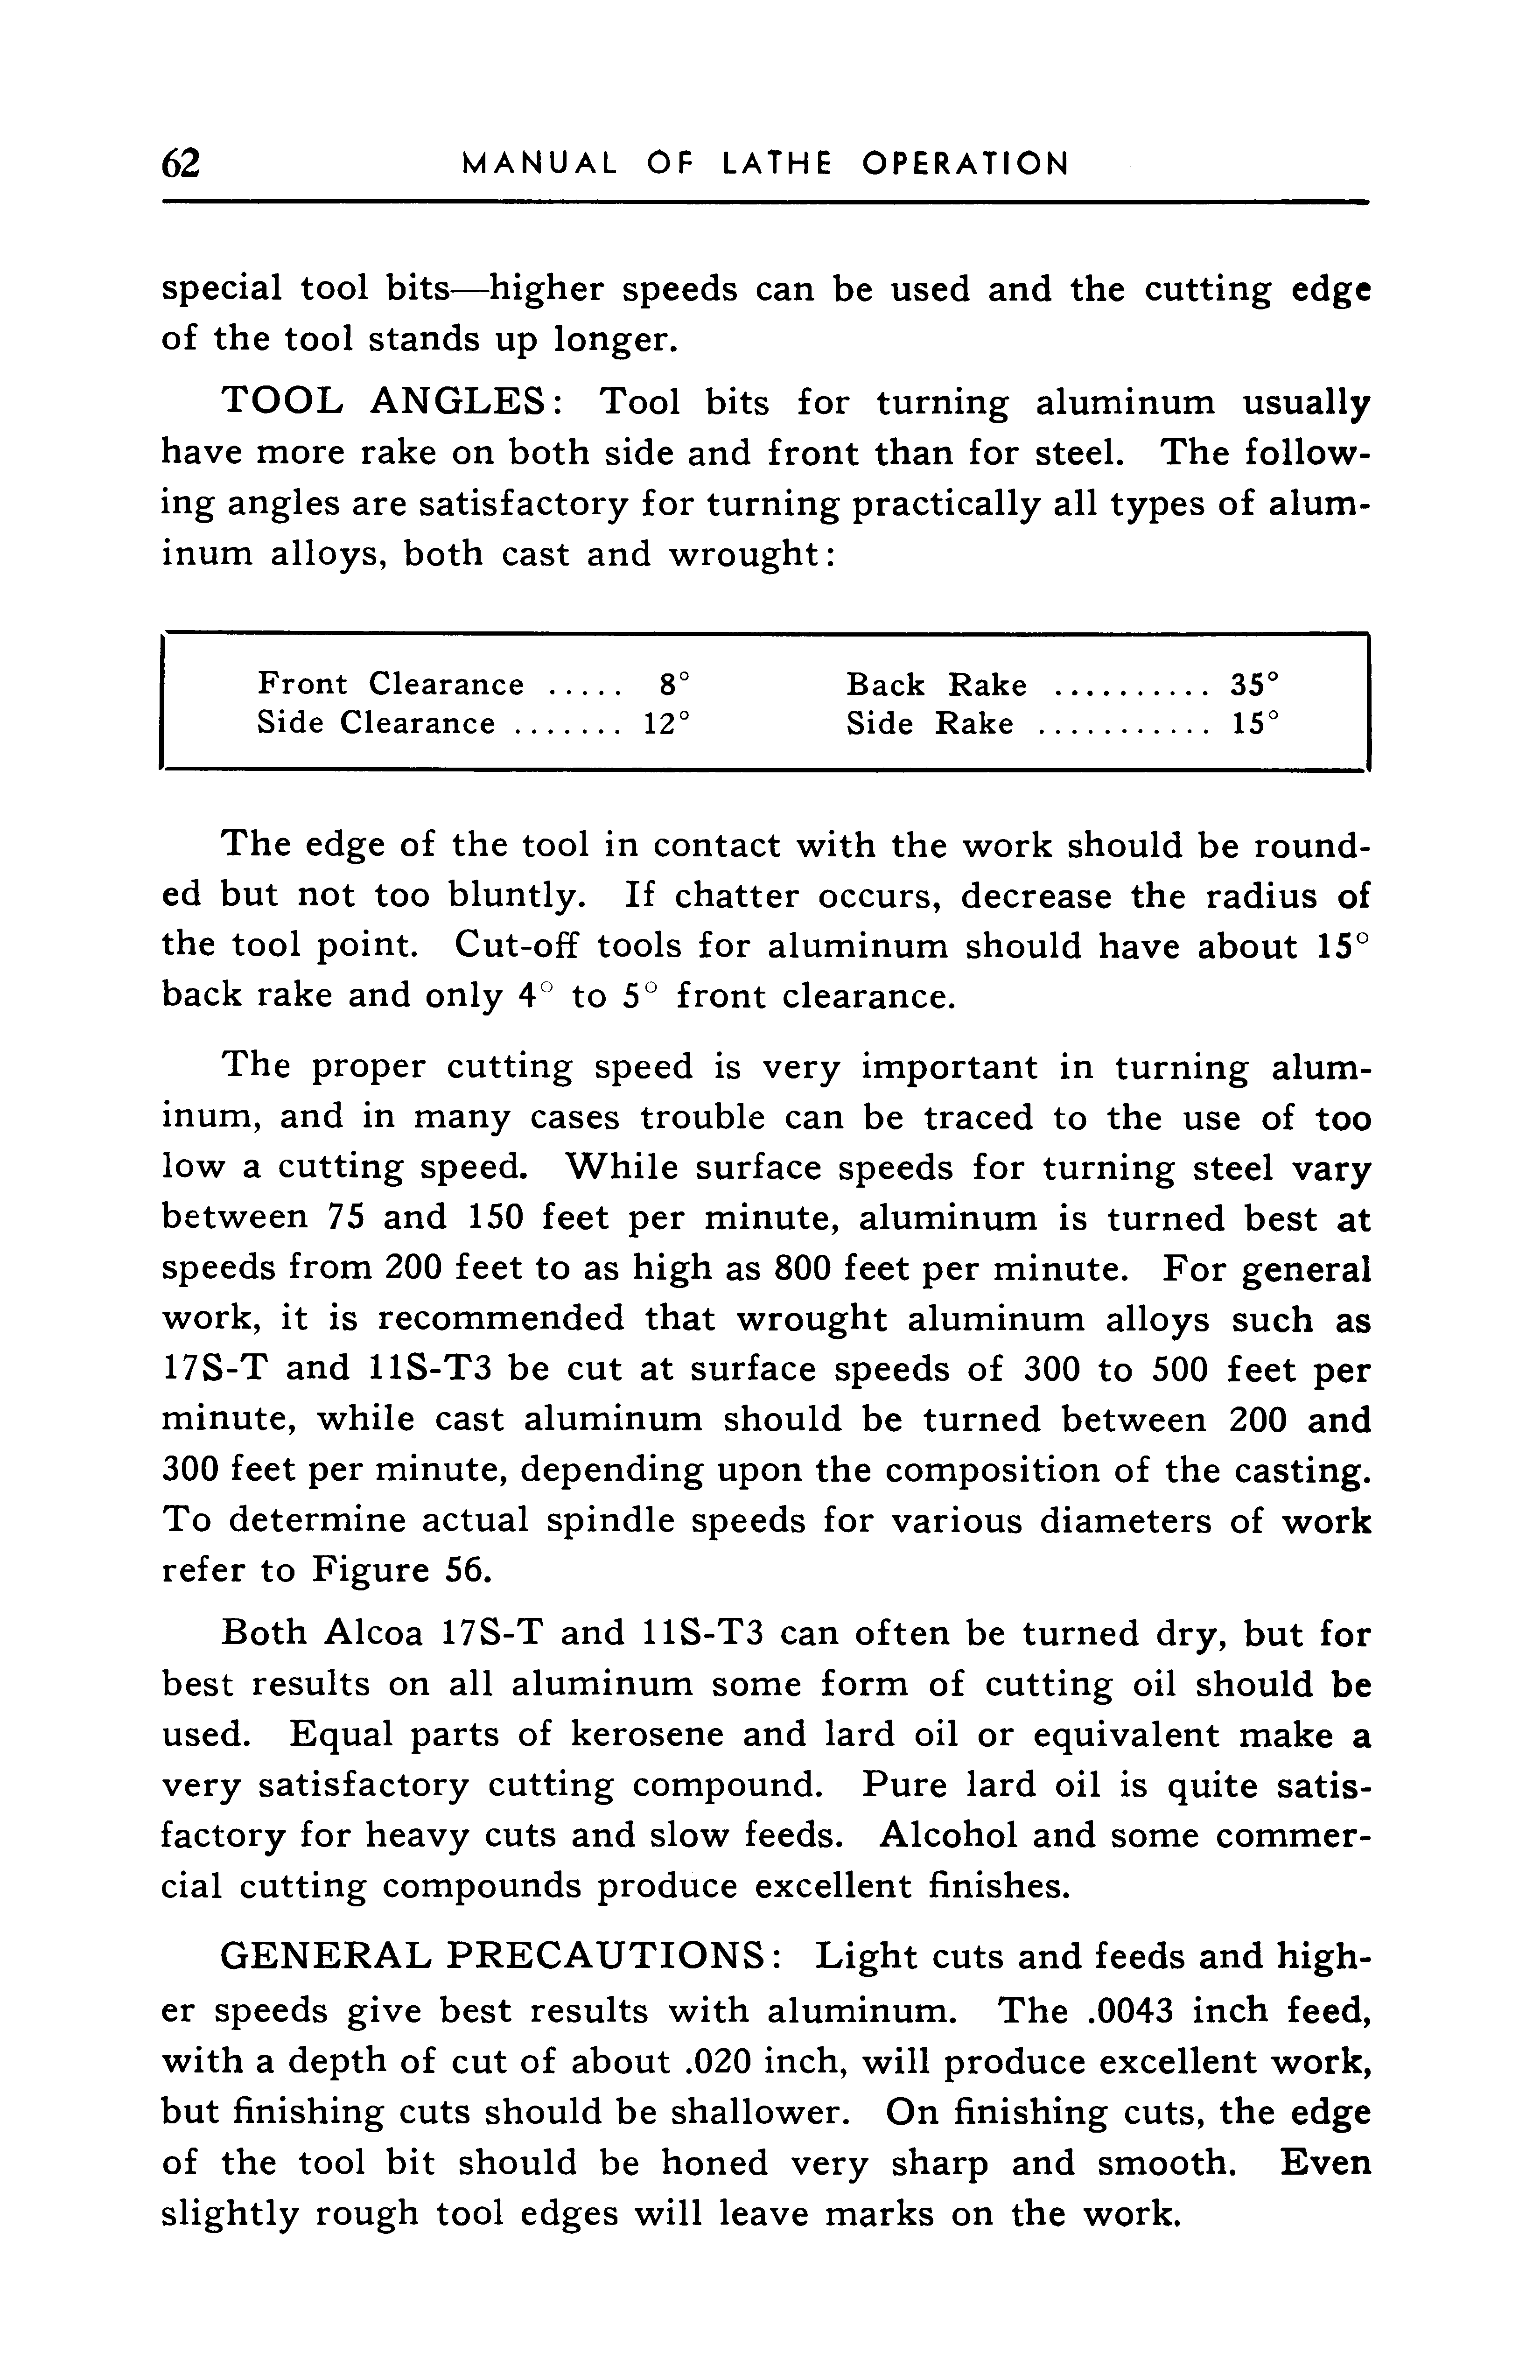 62 MANUAL OF LATHE OPERATION
special tool bits—higher speeds can be used and the cutting edge
of the tool stands up longer.
TOOL ANGLES: Tool bits for turning aluminum usually
have more rake on both side and front than for steel. The follow-
ing angles are satisfactory for turning practically all types of alum-
inum alloys, both cast and wrought:
Front Clearance ..... 8° Back Rake .......... 35°
Side Clearance ....... 12° Side Rake ........... 15°
The edge of the tool in contact with the work should be round-
ed but not too bluntly. If chatter occurs, decrease the radius of
the tool point. Cut-off tools for aluminum should have about 15°
back rake and only 4° to 5° front clearance.
The proper cutting speed is very important in turning alum-
inum, and in many cases trouble can be traced to the use of too
low a cutting speed. While surface speeds for turning steel vary
between 75 and 150 feet per minute, aluminum is turned best at
speeds from 200 feet to as high as 800 feet per minute. For general
work, it is recommended that wrought aluminum alloys such as
17S-T and 11S-T3 be cut at surface speeds of 300 to 500 feet per
minute, while cast aluminum should be turned between 200 and
300 feet per minute, depending upon the composition of the casting.
To determine actual spindle speeds for various diameters of work
refer to Figure 56.
Both Alcoa 17S-T and 11S-T3 can often be turned dry, but for
best results on all aluminum some form of cutting oil should be
used. Equal parts of kerosene and lard oil or equivalent make a
very satisfactory cutting compound. Pure lard oil is quite satis-
factory for heavy cuts and slow feeds. Alcohol and some commer-
cial cutting compounds produce excellent finishes.
GENERAL PRECAUTIONS: Light cuts and feeds and high-
er speeds give best results with aluminum. The .0043 inch feed,
with a depth of cut of about .020 inch, will produce excellent work,
but finishing cuts should be shallower. On finishing cuts, the edge
of the tool bit should be honed very sharp and smooth. Even
slightly rough tool edges will leave marks on the work.